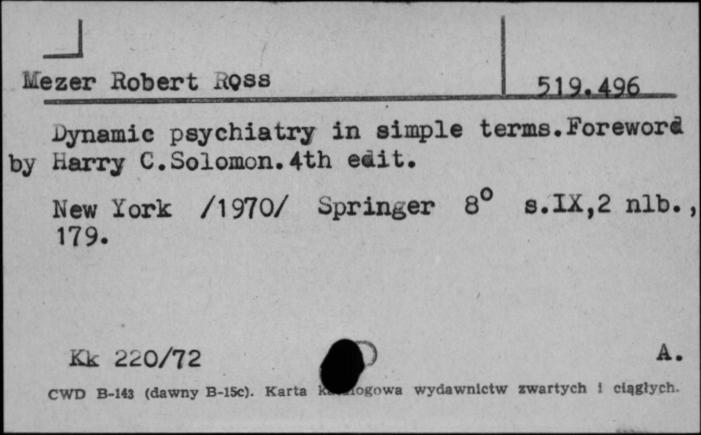 Mezer Robert Ross
519.496
Dynamic psychiatry in simple terms.Foreword
by Harry C.Solomon.4th edit.
New York /1970/ Springer 8° s.IX,2 nlb.,
179.
Kk 220/72
A.
CWD B-143 (dawny B-15c). Karta katalogowa wydawnictw zwartych i ciągłych.